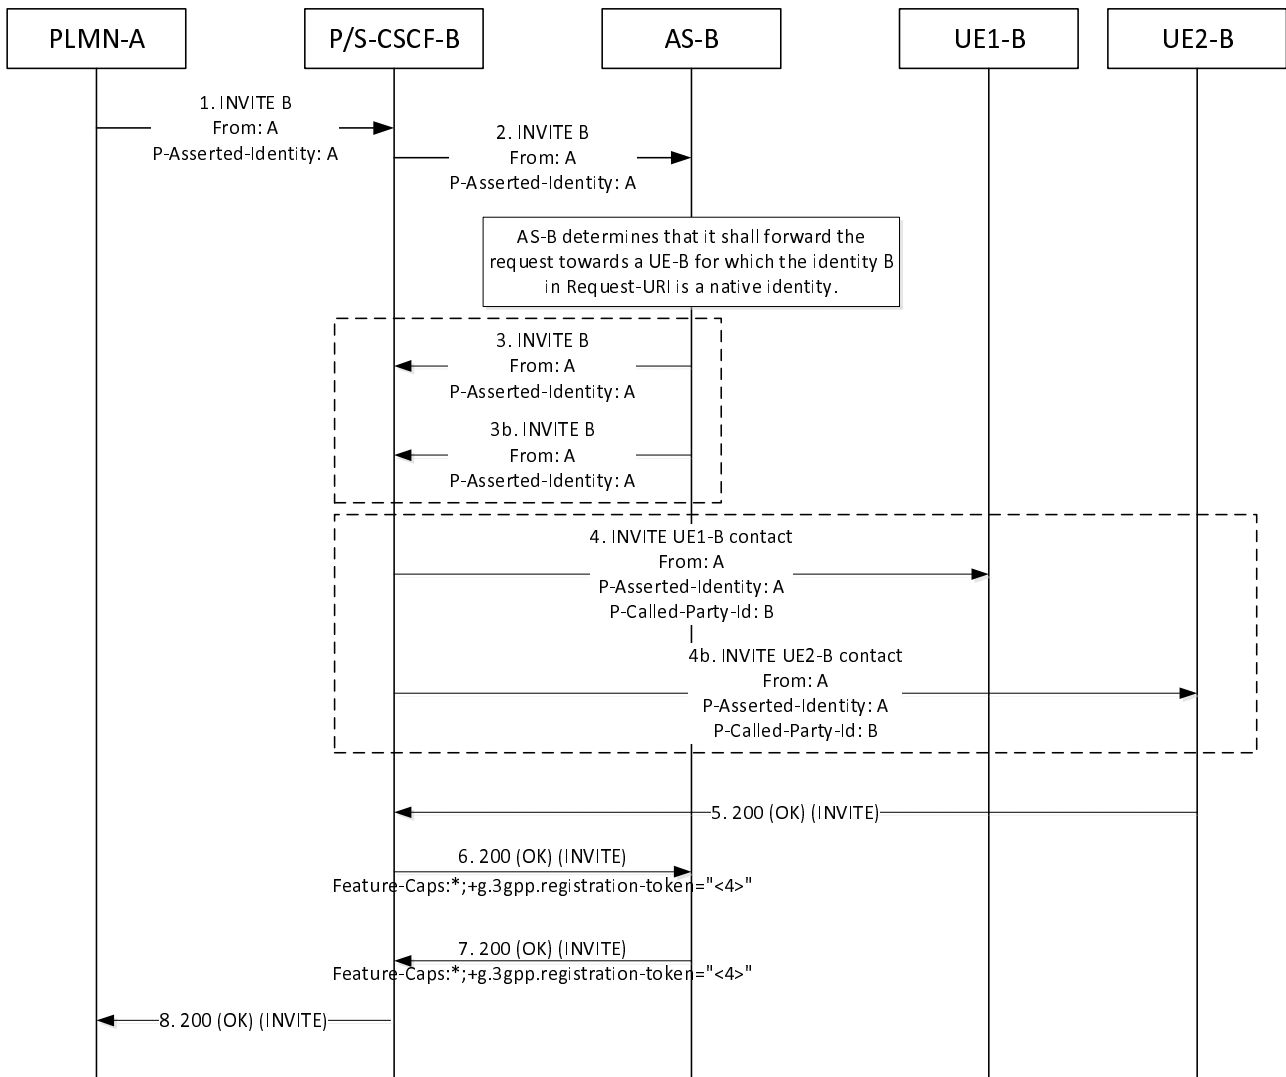 PLMN-A
P/S-CSCF-B
AS-B
UE1-B
UE2-B
1. INVITE B
From: A
P-Asserted-Identity: A
2. INVITE B
From: A
P-Asserted-Identity: A
AS-B determines that it shall forward the
request towards a UE-B for which the identity B
in Request-URI is a native identity.
3. INVITE B
From: A
P-Asserted-Identity: A
3b. INVITE B
From: A
P-Asserted-Identity: A
4. INVITE UE1-B contact
From: A
P-Asserted-Identity: A
P-Called-Party-Id: B
4b. INVITE UE2-B contact
From: A
P-Asserted-Identity: A
P-Called-Party-Id: B
5. 200 (OK) (INVITE)
6. 200 (OK) (INVITE)
Feature-Caps:*;+g.3gpp.registration-token="<4>"
7. 200 (OK) (INVITE)
Feature-Caps:*;+g.3gpp.registration-token="<4>"
8. 200 (OK) (INVITE)